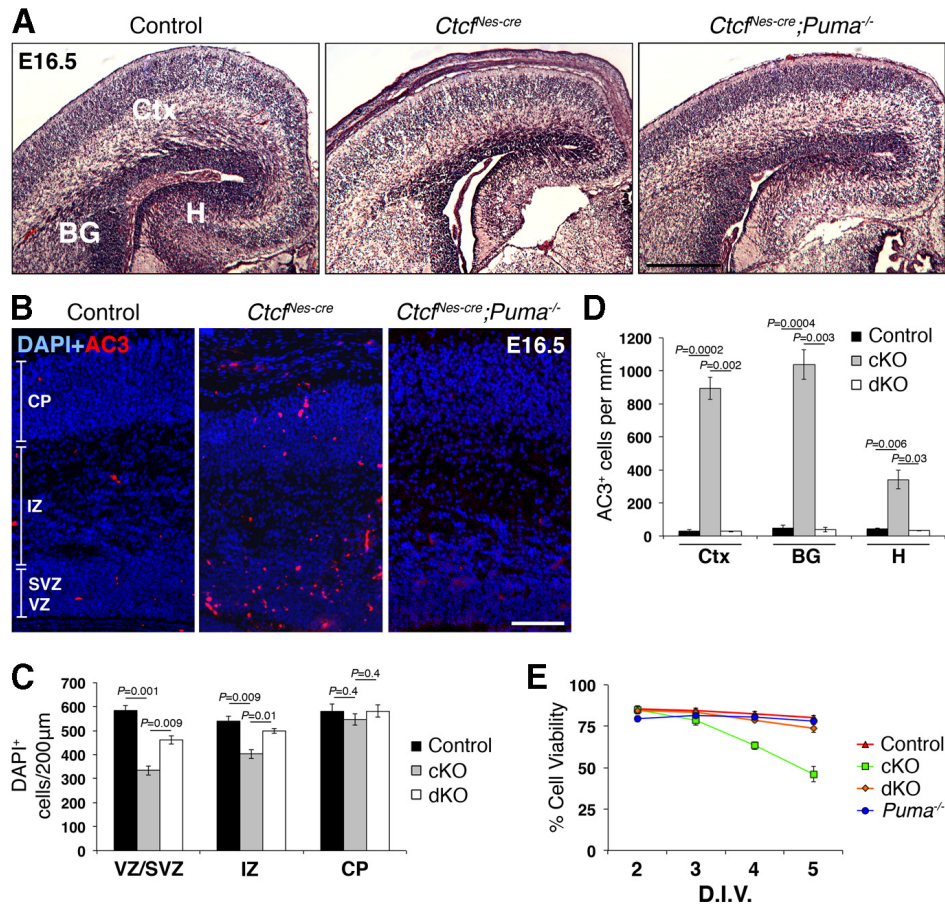 A
Control
Ctcf^Nes-cre
Ctcf^Nes-cre;Puma^-/-
E16.5
Ctx
H
BG
B
Control
Ctcf^Nes-cre
Ctcf^Nes-cre;Puma^-/-
DAPI+AC3
E16.5
CP
IZ
SVZ
VZ
D
Control
cKO
dKO
AC3+ cells per mm²
1200
1000
800
600
400
200
0
P=0.0002
P=0.002
P=0.0004
P=0.003
P=0.006
P=0.03
Ctx
BG
H
C
DAPI+
cells/200µm
700
600
500
400
300
200
100
0
P=0.001
P=0.009
P=0.009
P=0.01
P=0.4
P=0.4
Control
cKO
dKO
VZ/SVZ
IZ
CP
E
% Cell Viability
100
75
50
25
0
2
3
4
5
D.I.V.
Control
cKO
dKO
Puma^-/-